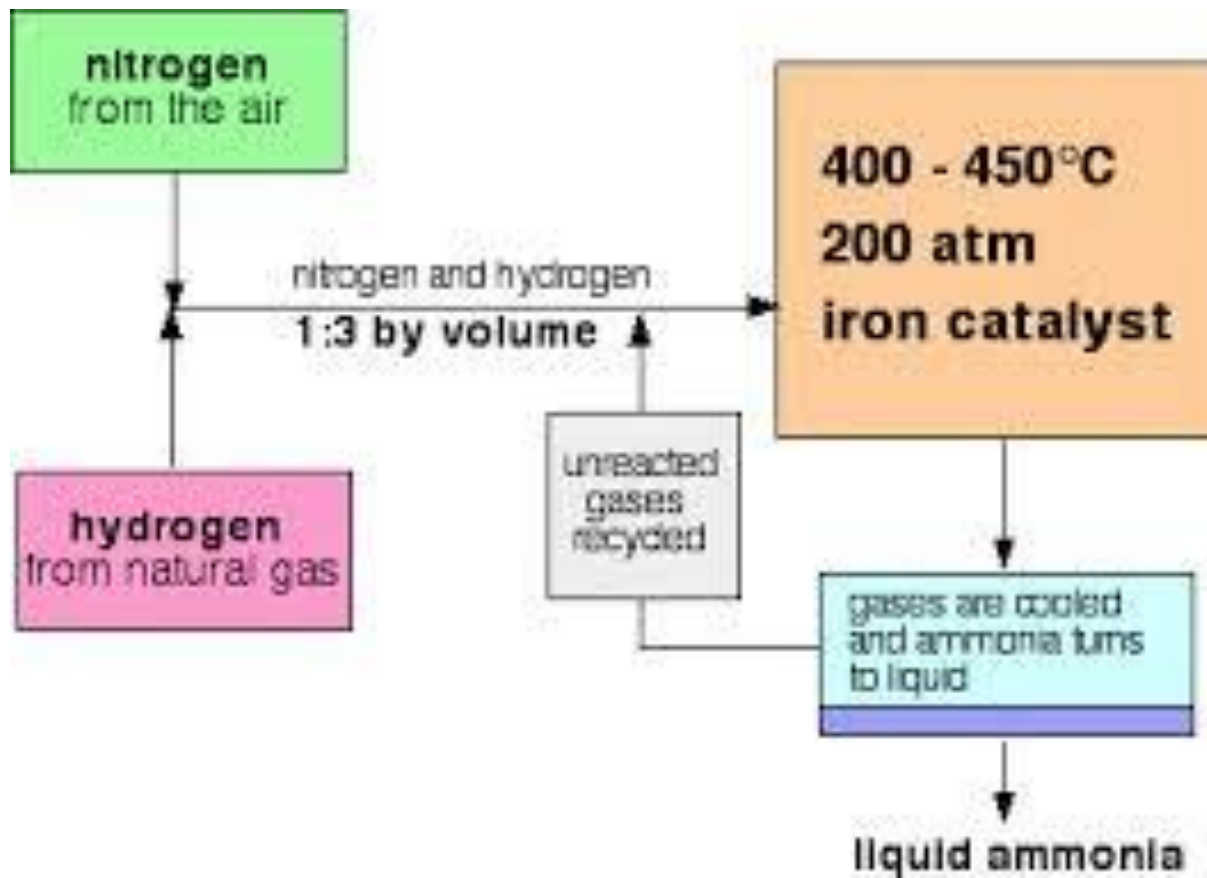 nitrogen
from the air
400 - 450°C
200 atm
iron catalyst
nitrogen and hydrogen
1:3 by volume
unreacted
gases
recycled
hydrogen
from natural gas
gases are cooled
and ammonia turns
to liquid
liquid ammonia